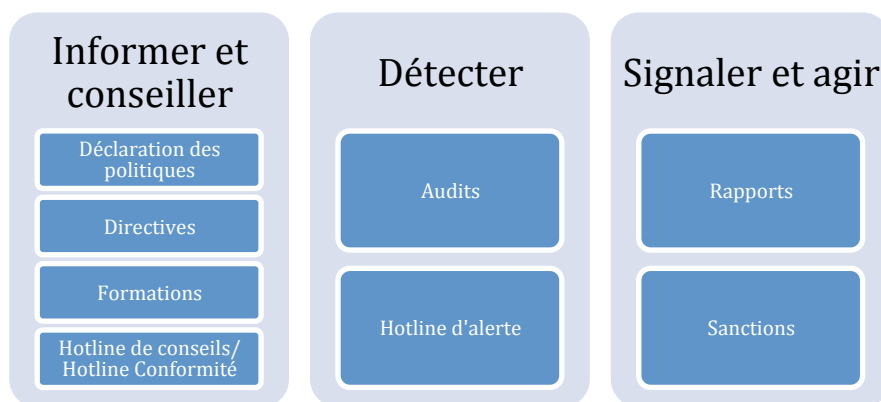 Informer et
conseiller
Déclaration des
politiques
Directives
Formations
Hotline de conseils/
Hotline Conformité
Détecter
Audits
Hotline d'alerte
Signaler et agir
Rapports
Sanctions